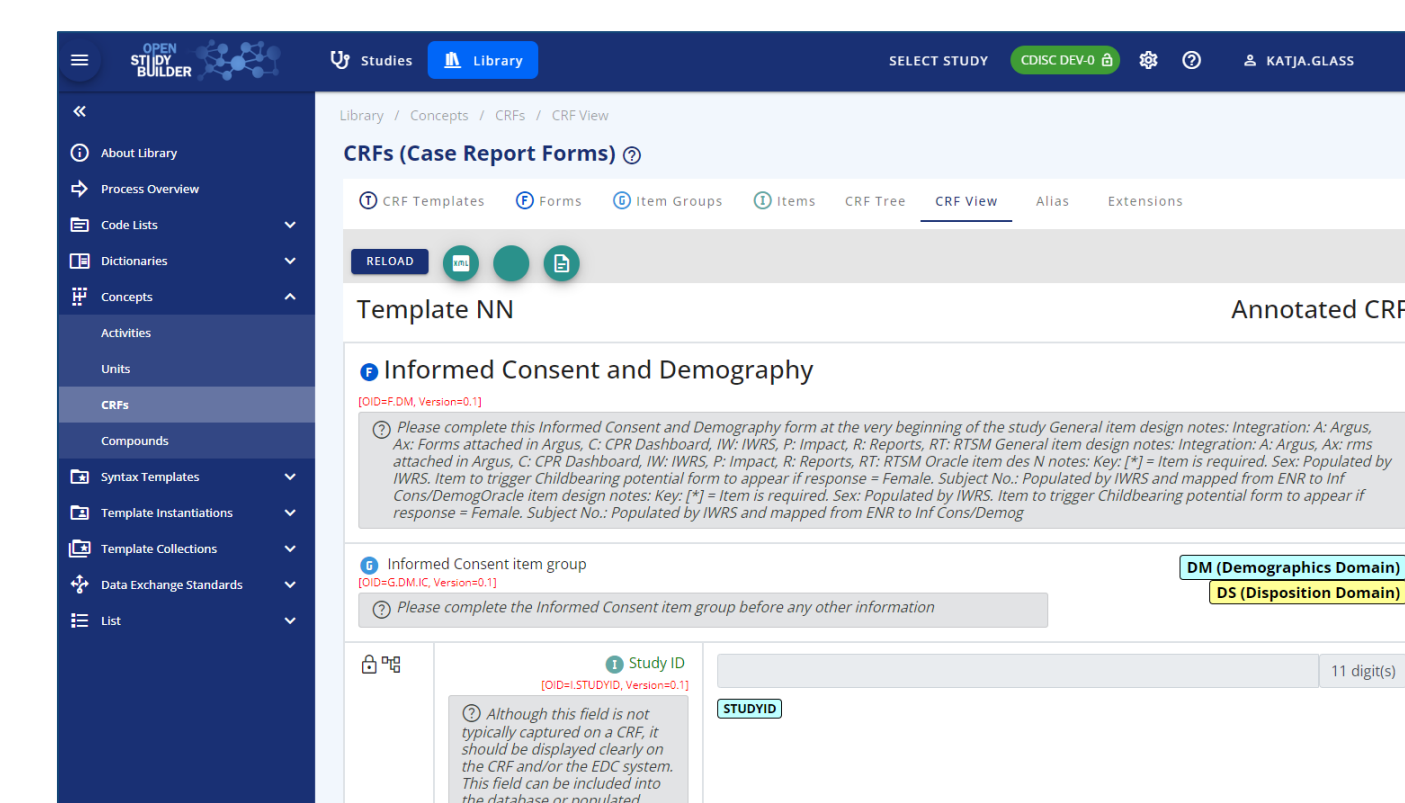 OPEN
STUDY
BUILDER
Studies
Library
SELECT STUDY
CDISC DEV-0
KATJA.GLASS
About Library
Process Overview
Code Lists
Dictionaries
Concepts
Activities
Units
CRFs
Compounds
Syntax Templates
Template Instantiations
Template Collections
Data Exchange Standards
List
Library / Concepts / CRFs / CRF View
CRFs (Case Report Forms)
T CRF Templates
F Forms
G Item Groups
I Items
CRF Tree
CRF View
Alias
Extensions
RELOAD
XML
Template NN
Annotated CRF
F Informed Consent and Demography
[OID=F.DM, Version=0.1]
Please complete this Informed Consent and Demography form at the very beginning of the study General item design notes: Integration: A: Argus,
Ax: Forms attached in Argus, C: CPR Dashboard, IW: IWRS, P: Impact, R: Reports, RT: RTSM General item design notes: Integration: A: Argus, Ax: rms
attached in Argus, C: CPR Dashboard, IW: IWRS, P: Impact, R: Reports, RT: RTSM Oracle item des N notes: Key: [*] = Item is required. Sex: Populated by
IWRS. Item to trigger Childbearing potential form to appear if response = Female. Subject No.: Populated by IWRS and mapped from ENR to Inf
Cons/DemogOracle item design notes: Key: [*] = Item is required. Sex: Populated by IWRS. Item to trigger Childbearing potential form to appear if
response = Female. Subject No.: Populated by IWRS and mapped from ENR to Inf Cons/Demog
G Informed Consent item group
[OID=G.DM.IC, Version=0.1]
Please complete the Informed Consent item group before any other information
DM (Demographics Domain)
DS (Disposition Domain)
I Study ID
[OID=I.STUDYID, Version=0.1]
Although this field is not
typically captured on a CRF, it
should be displayed clearly on
the CRF and/or the EDC system.
This field can be included into
the database or populated
11 digit(s)
STUDYID